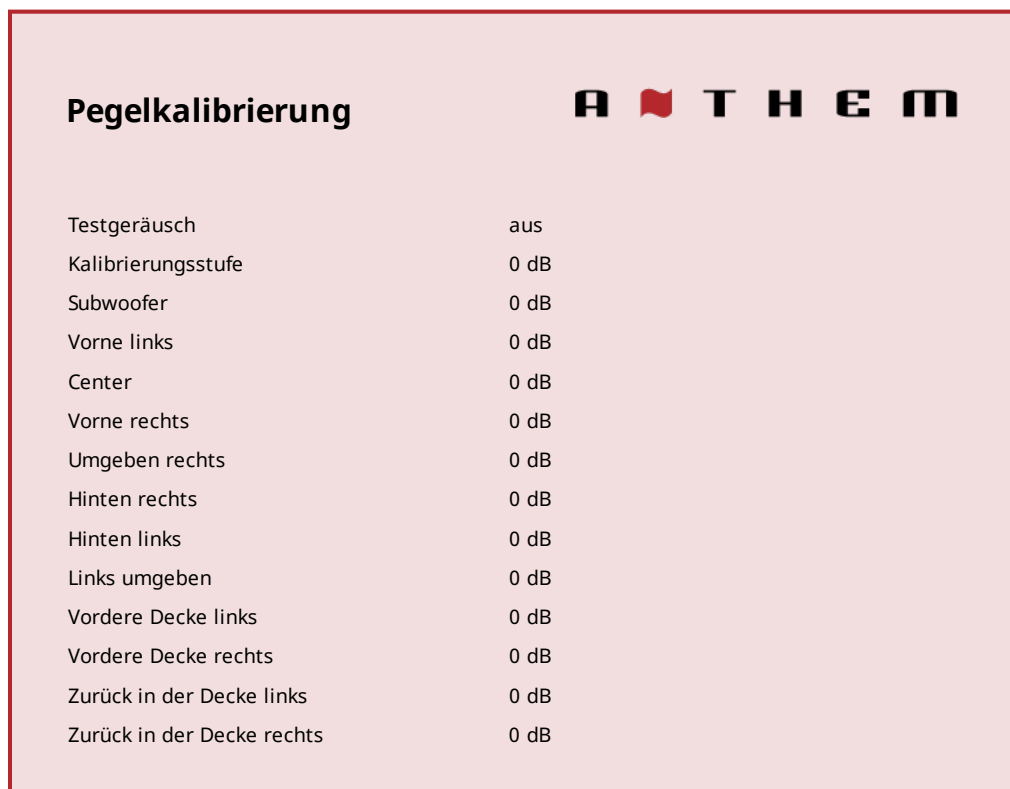 Pegelkalibrierung
ANTHEM
Testgeräusch aus
Kalibrierungsstufe 0 dB
Subwoofer 0 dB
Vorne links 0 dB
Center 0 dB
Vorne rechts 0 dB
Umgeben rechts 0 dB
Hinten rechts 0 dB
Hinten links 0 dB
Links umgeben 0 dB
Vordere Decke links 0 dB
Vordere Decke rechts 0 dB
Zurück in der Decke links 0 dB
Zurück in der Decke rechts 0 dB